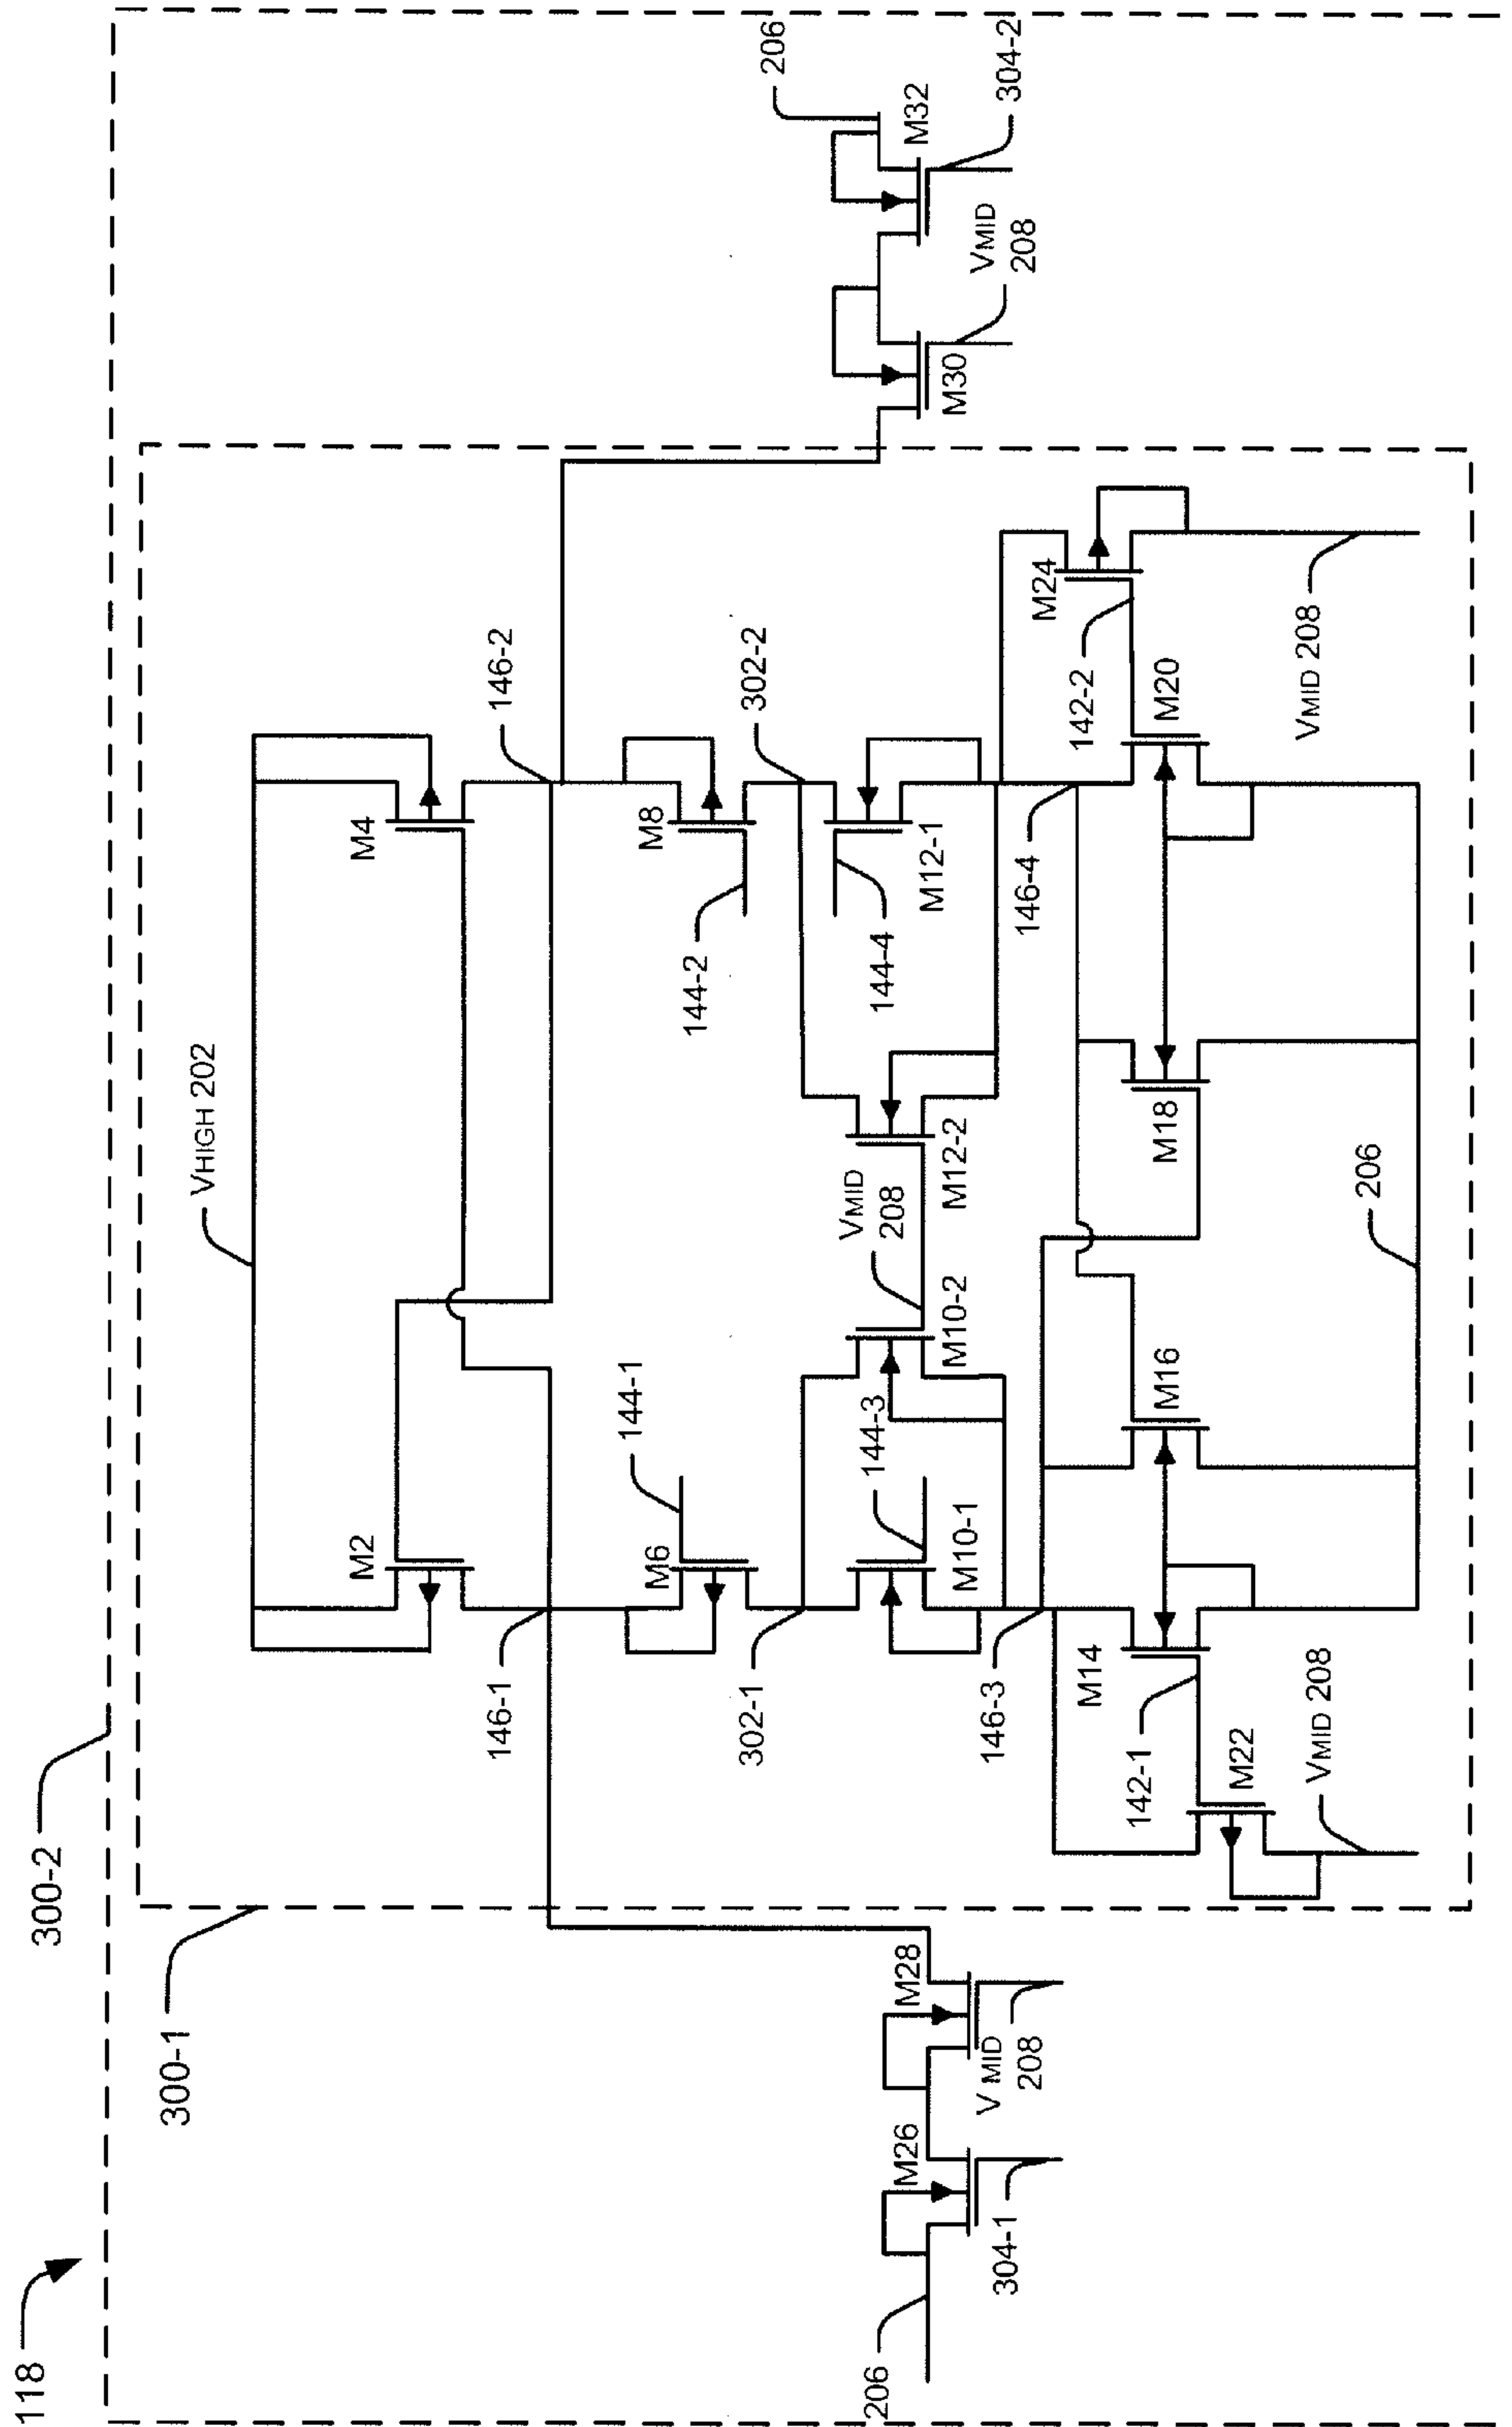 118
300-2
300-1
VHIGH 202
M2
M4
146-1
146-2
144-1
M6
M8
144-2
302-1
302-2
144-3
M10-1
M10-2
VMID
208
M12-2
M12-1
144-4
146-3
146-4
M14
M16
M18
M20
142-1
142-2
M22
M24
VMID 208
VMID 208
206
206
304-1
M26
M28
V MID
208
M30
VMID
208
M32
206
304-2